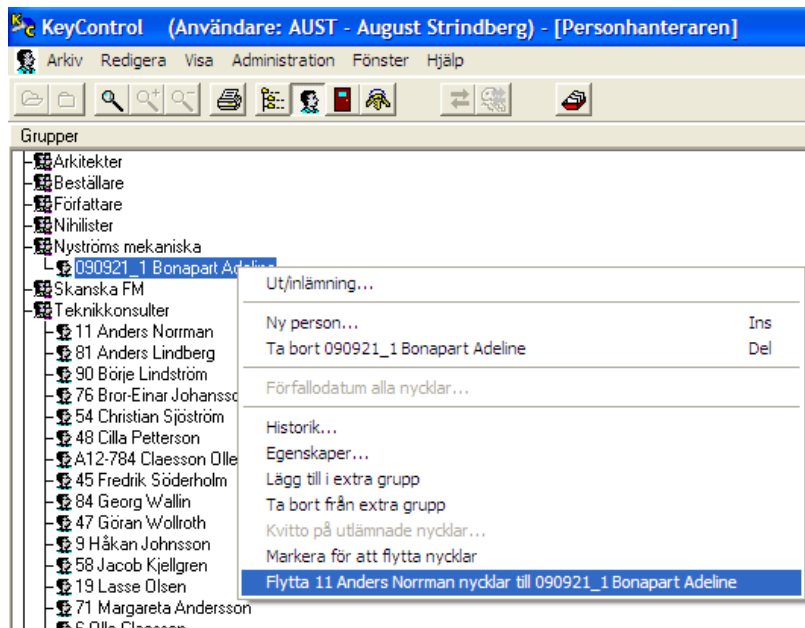 KeyControl (Användare: AUST - August Strindberg) - [Personhanteraren]
Arkiv Redigera Visa Administration Fönster Hjälp
Grupper
Arkitekter
Beställare
Författare
Nihilister
Nyströms mekaniska
090921_1 Bonapart Adeline
Skanska FM
Teknikkonsulter
11 Anders Norrman
81 Anders Lindberg
90 Börje Lindström
76 Bror-Einar Johansso
54 Christian Sjöström
48 Cilla Petterson
A12-784 Claesson Olle
45 Fredrik Söderholm
84 Georg Wallin
47 Göran Wollroth
9 Håkan Johnsson
58 Jacob Kjellgren
19 Lasse Olsen
71 Margareta Andersson
6 Olle Claesson
Ut/inlämning...
Ny person... Ins
Ta bort 090921_1 Bonapart Adeline Del
Förfallodatum alla nycklar...
Historik...
Egenskaper...
Lägg till i extra grupp
Ta bort från extra grupp
Kvitto på utlämnade nycklar...
Markera för att flytta nycklar
Flytta 11 Anders Norrman nycklar till 090921_1 Bonapart Adeline